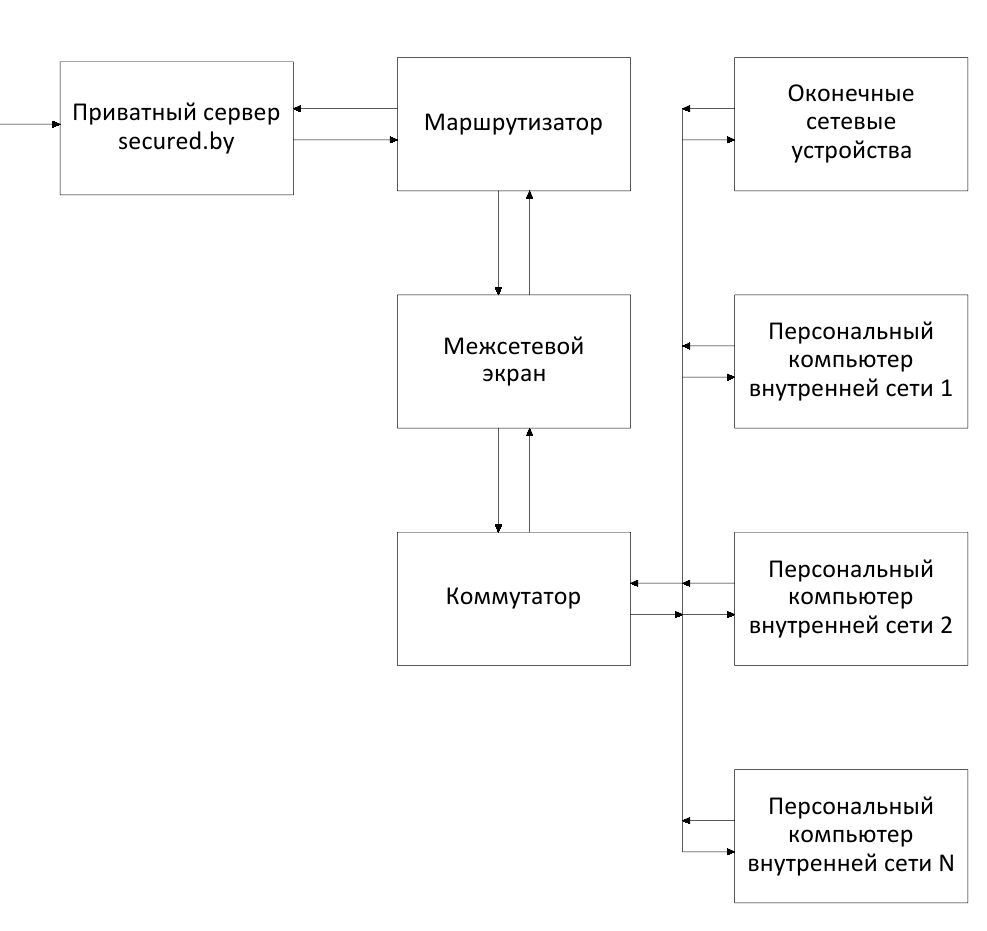 Приватный сервер
secured.by
Маршрутизатор
Оконечные
сетевые
устройства
Межсетевой
экран
Персональный
компьютер
внутренней сети 1
Коммутатор
Персональный
компьютер
внутренней сети 2
Персональный
компьютер
внутренней сети N